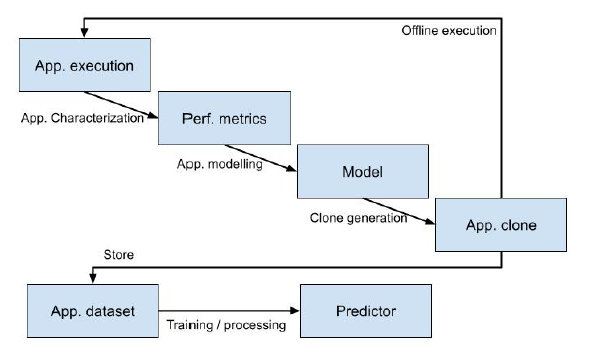 Offline execution
App. execution
App. Characterization
Perf. metrics
App. modelling
Model
Clone generation
App. clone
Store
App. dataset
Training / processing
Predictor